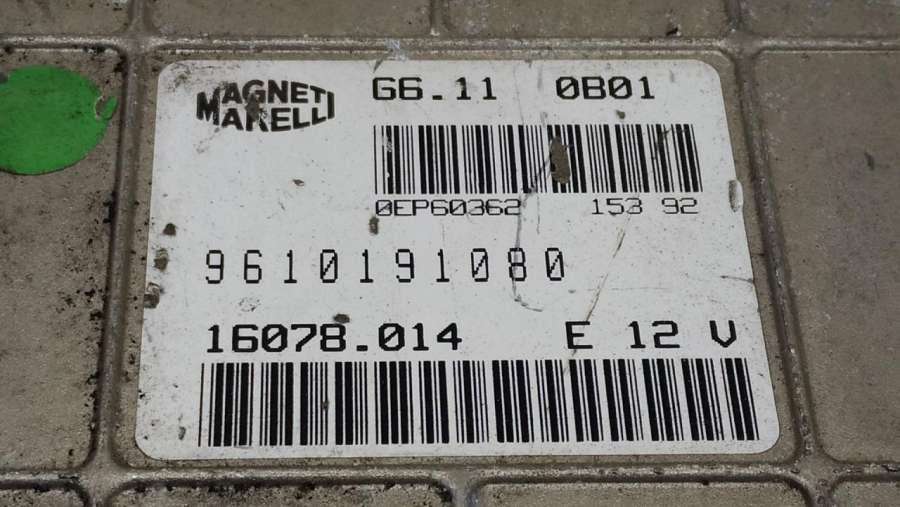 MAGNETI
MARELLI
G6.11 0B01
0EP60362 153 92
9610191080
16078.014 E 12 V